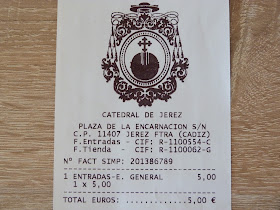 CATEDRAL DE JEREZ
PLAZA DE LA ENCARNACION S/N
C.P. 11407 JEREZ FTRA (CADIZ)
F.Entradas - CIF: R-1100554-C
F.Tienda - CIF: R-1100062-G
Nº FACT SIMP: 201386789
1 ENTRADAS-E. GENERAL 5,00
1 x 5,00
TOTAL EUROS: ..............5,00 €